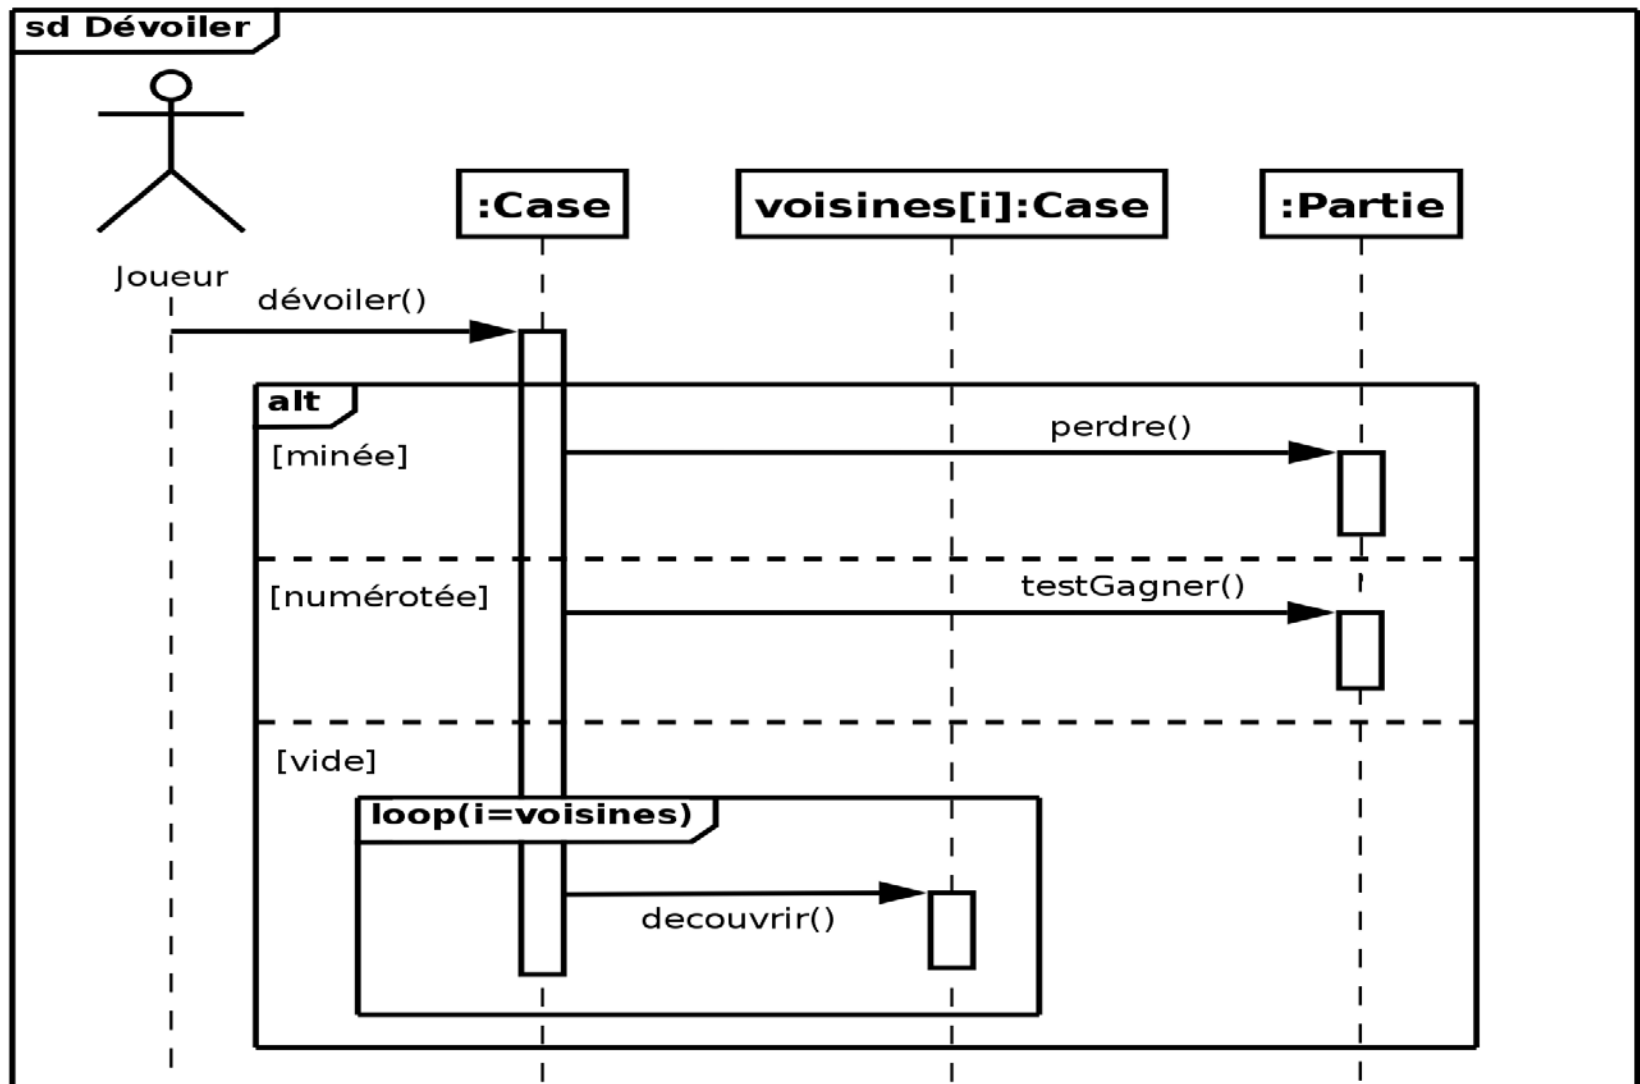 sd Dévoiler
:Case
voisines[i]:Case
:Partie
Joueur
dévoiler()
alt
perdre()
[minée]
testGagner()
[numérotée]
[vide]
loop(i=voisines)
decouvrir()